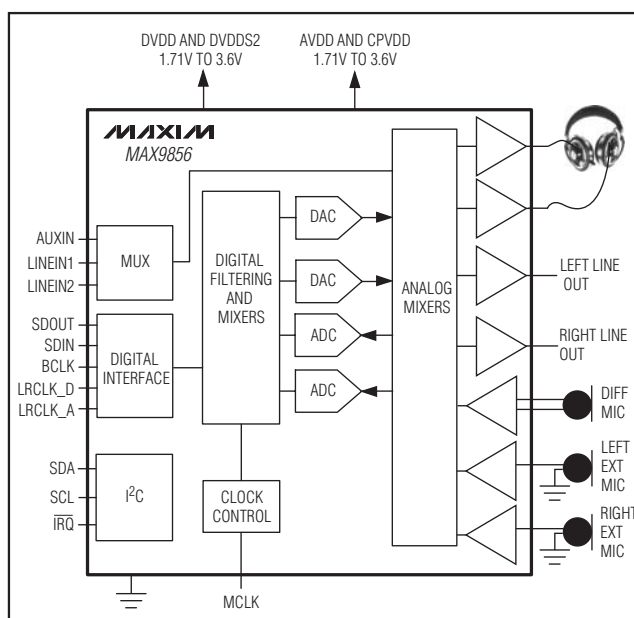 DVDD AND DVDDS2
1.71V TO 3.6V
AVDD AND CPVDD
1.71V TO 3.6V
MAXIM
MAX9856
AUXIN
LINEIN1
LINEIN2
MUX
SDOUT
SDIN
BCLK
LRCLK_D
LRCLK_A
DIGITAL
INTERFACE
SDA
SCL
IRQ
I²C
DIGITAL
FILTERING
AND
MIXERS
CLOCK
CONTROL
MCLK
DAC
DAC
ADC
ADC
ANALOG
MIXERS
LEFT LINE
OUT
RIGHT LINE
OUT
DIFF
MIC
LEFT
EXT
MIC
RIGHT
EXT
MIC